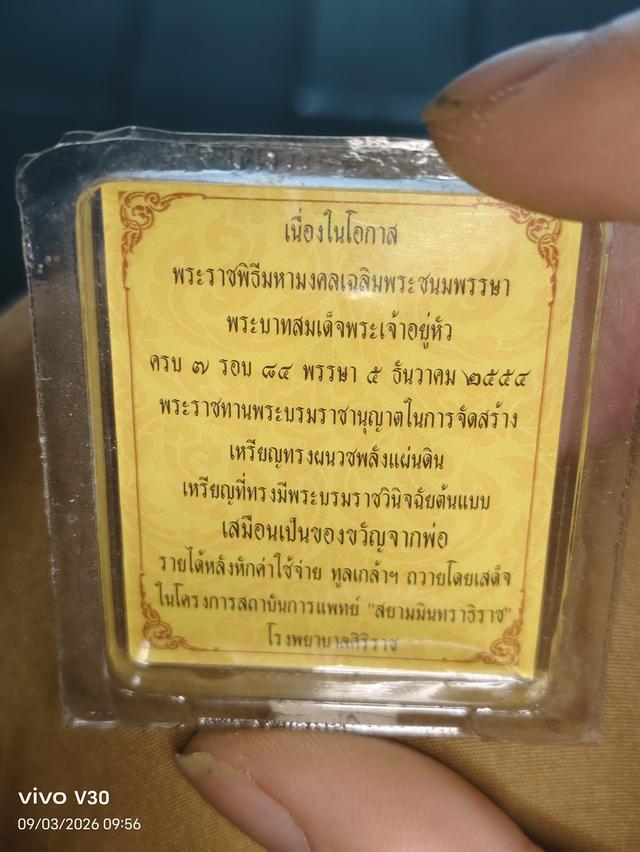 เนื่องในโอกาส
พระราชพิธีมหามงคลเฉลิมพระชนมพรรษา
พระบาทสมเด็จพระเจ้าอยู่หัว
ครบ ๗ รอบ ๘๔ พรรษา ๕ ธันวาคม ๒๕๕๔
พระราชทานพระบรมราชานุญาตในการจัดสร้าง
เหรียญทรงผนวชพลังแผ่นดิน
เหรียญที่ทรงมีพระบรมราชวินิจฉัยต้นแบบ
เสมือนเป็นของขวัญจากพ่อ
รายได้หลังหักค่าใช้จ่าย ทูลเกล้าฯ ถวายโดยเสด็จ
ในโครงการสถาบันการแพทย์ "สยามมินทราธิราช"
โรงพยาบาลศิริราช
vivo V30
09/03/2026 09:56